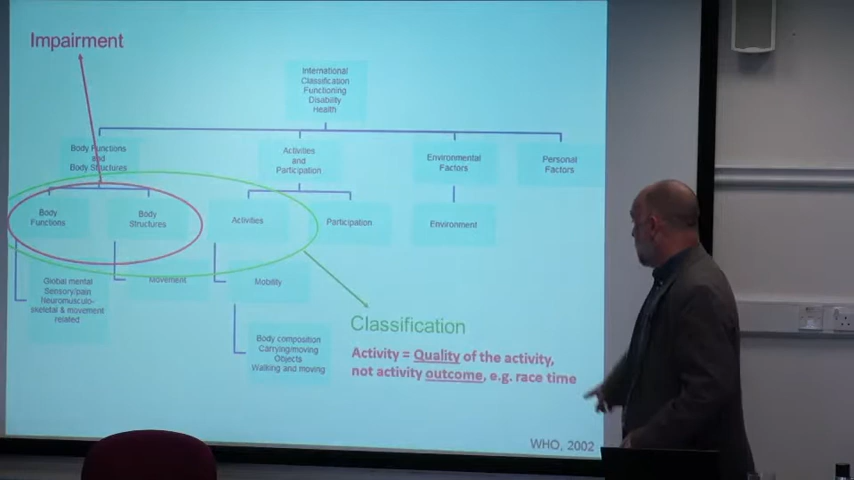 Impairment
International
Classification
Functioning
Disability
Health
Body Functions
and
Body Structures
Activities
and
Participation
Environmental
Factors
Personal
Factors
Body
Functions
Body
Structures
Activities
Participation
Environment
Global mental
Sensory/pain
Neuromusculo-
skeletal & movement
related
Movement
Mobility
Body composition
Carrying/moving
Objects
Walking and moving
Classification
Activity = Quality of the activity,
not activity outcome, e.g. race time
WHO, 2002